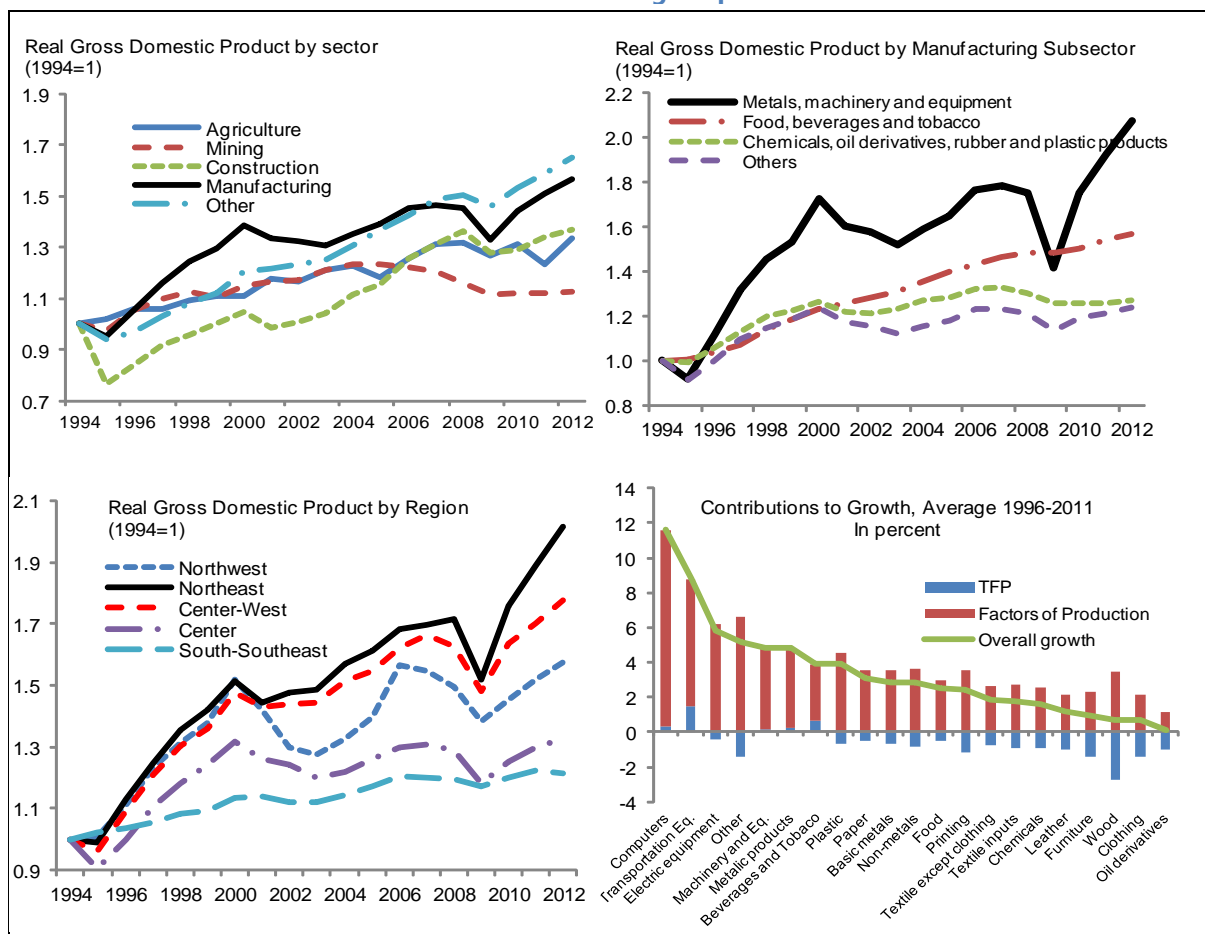 Real Gross Domestic Product by sector
(1994=1)
1.9
1.7
1.5
1.3
1.1
0.9
0.7
Agriculture
Mining
Construction
Manufacturing
Other
1994 1996 1998 2000 2002 2004 2006 2008 2010 2012
Real Gross Domestic Product by Manufacturing Subsector
(1994=1)
2.2
2.0
1.8
1.6
1.4
1.2
1.0
0.8
Metals, machinery and equipment
Food, beverages and tobacco
Chemicals, oil derivatives, rubber and plastic products
Others
1994 1996 1998 2000 2002 2004 2006 2008 2010 2012
Real Gross Domestic Product by Region
(1994=1)
2.1
1.9
1.7
1.5
1.3
1.1
0.9
Northwest
Northeast
Center-West
Center
South-Southeast
1994 1996 1998 2000 2002 2004 2006 2008 2010 2012
Contributions to Growth, Average 1996-2011
In percent
14
12
10
8
6
4
2
0
-2
-4
TFP
Factors of Production
Overall growth
Computers
Transportation Eq.
Electric equipment
Other
Machinery and Eq.
Metalic products
Beverages and Tobaco
Plastic
Paper
Basic metals
Non-metals
Food
Printing
Textile except clothing
Textile inputs
Chemicals
Leather
Furniture
Wood
Clothing
Oil derivatives